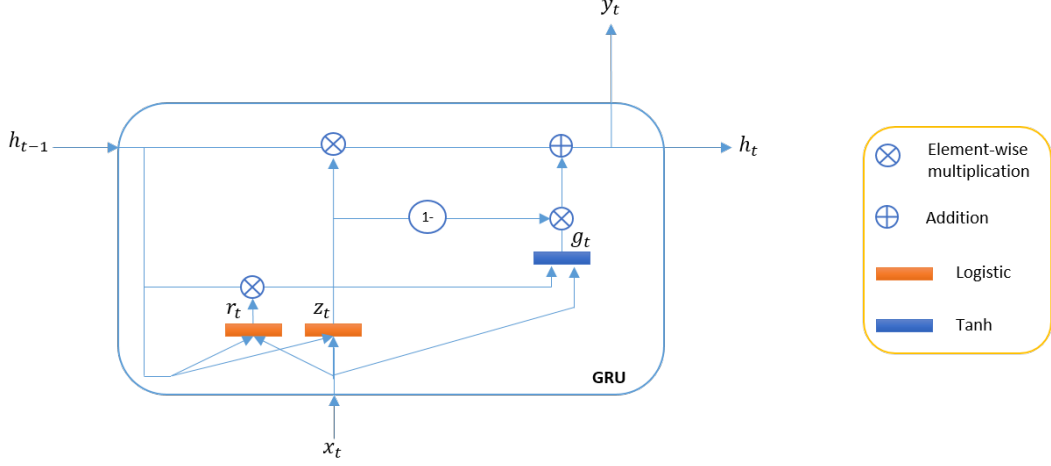 y_t
h_{t-1}
h_t
1-
g_t
r_t
z_t
GRU
x_t
Element-wise
multiplication
Addition
Logistic
Tanh